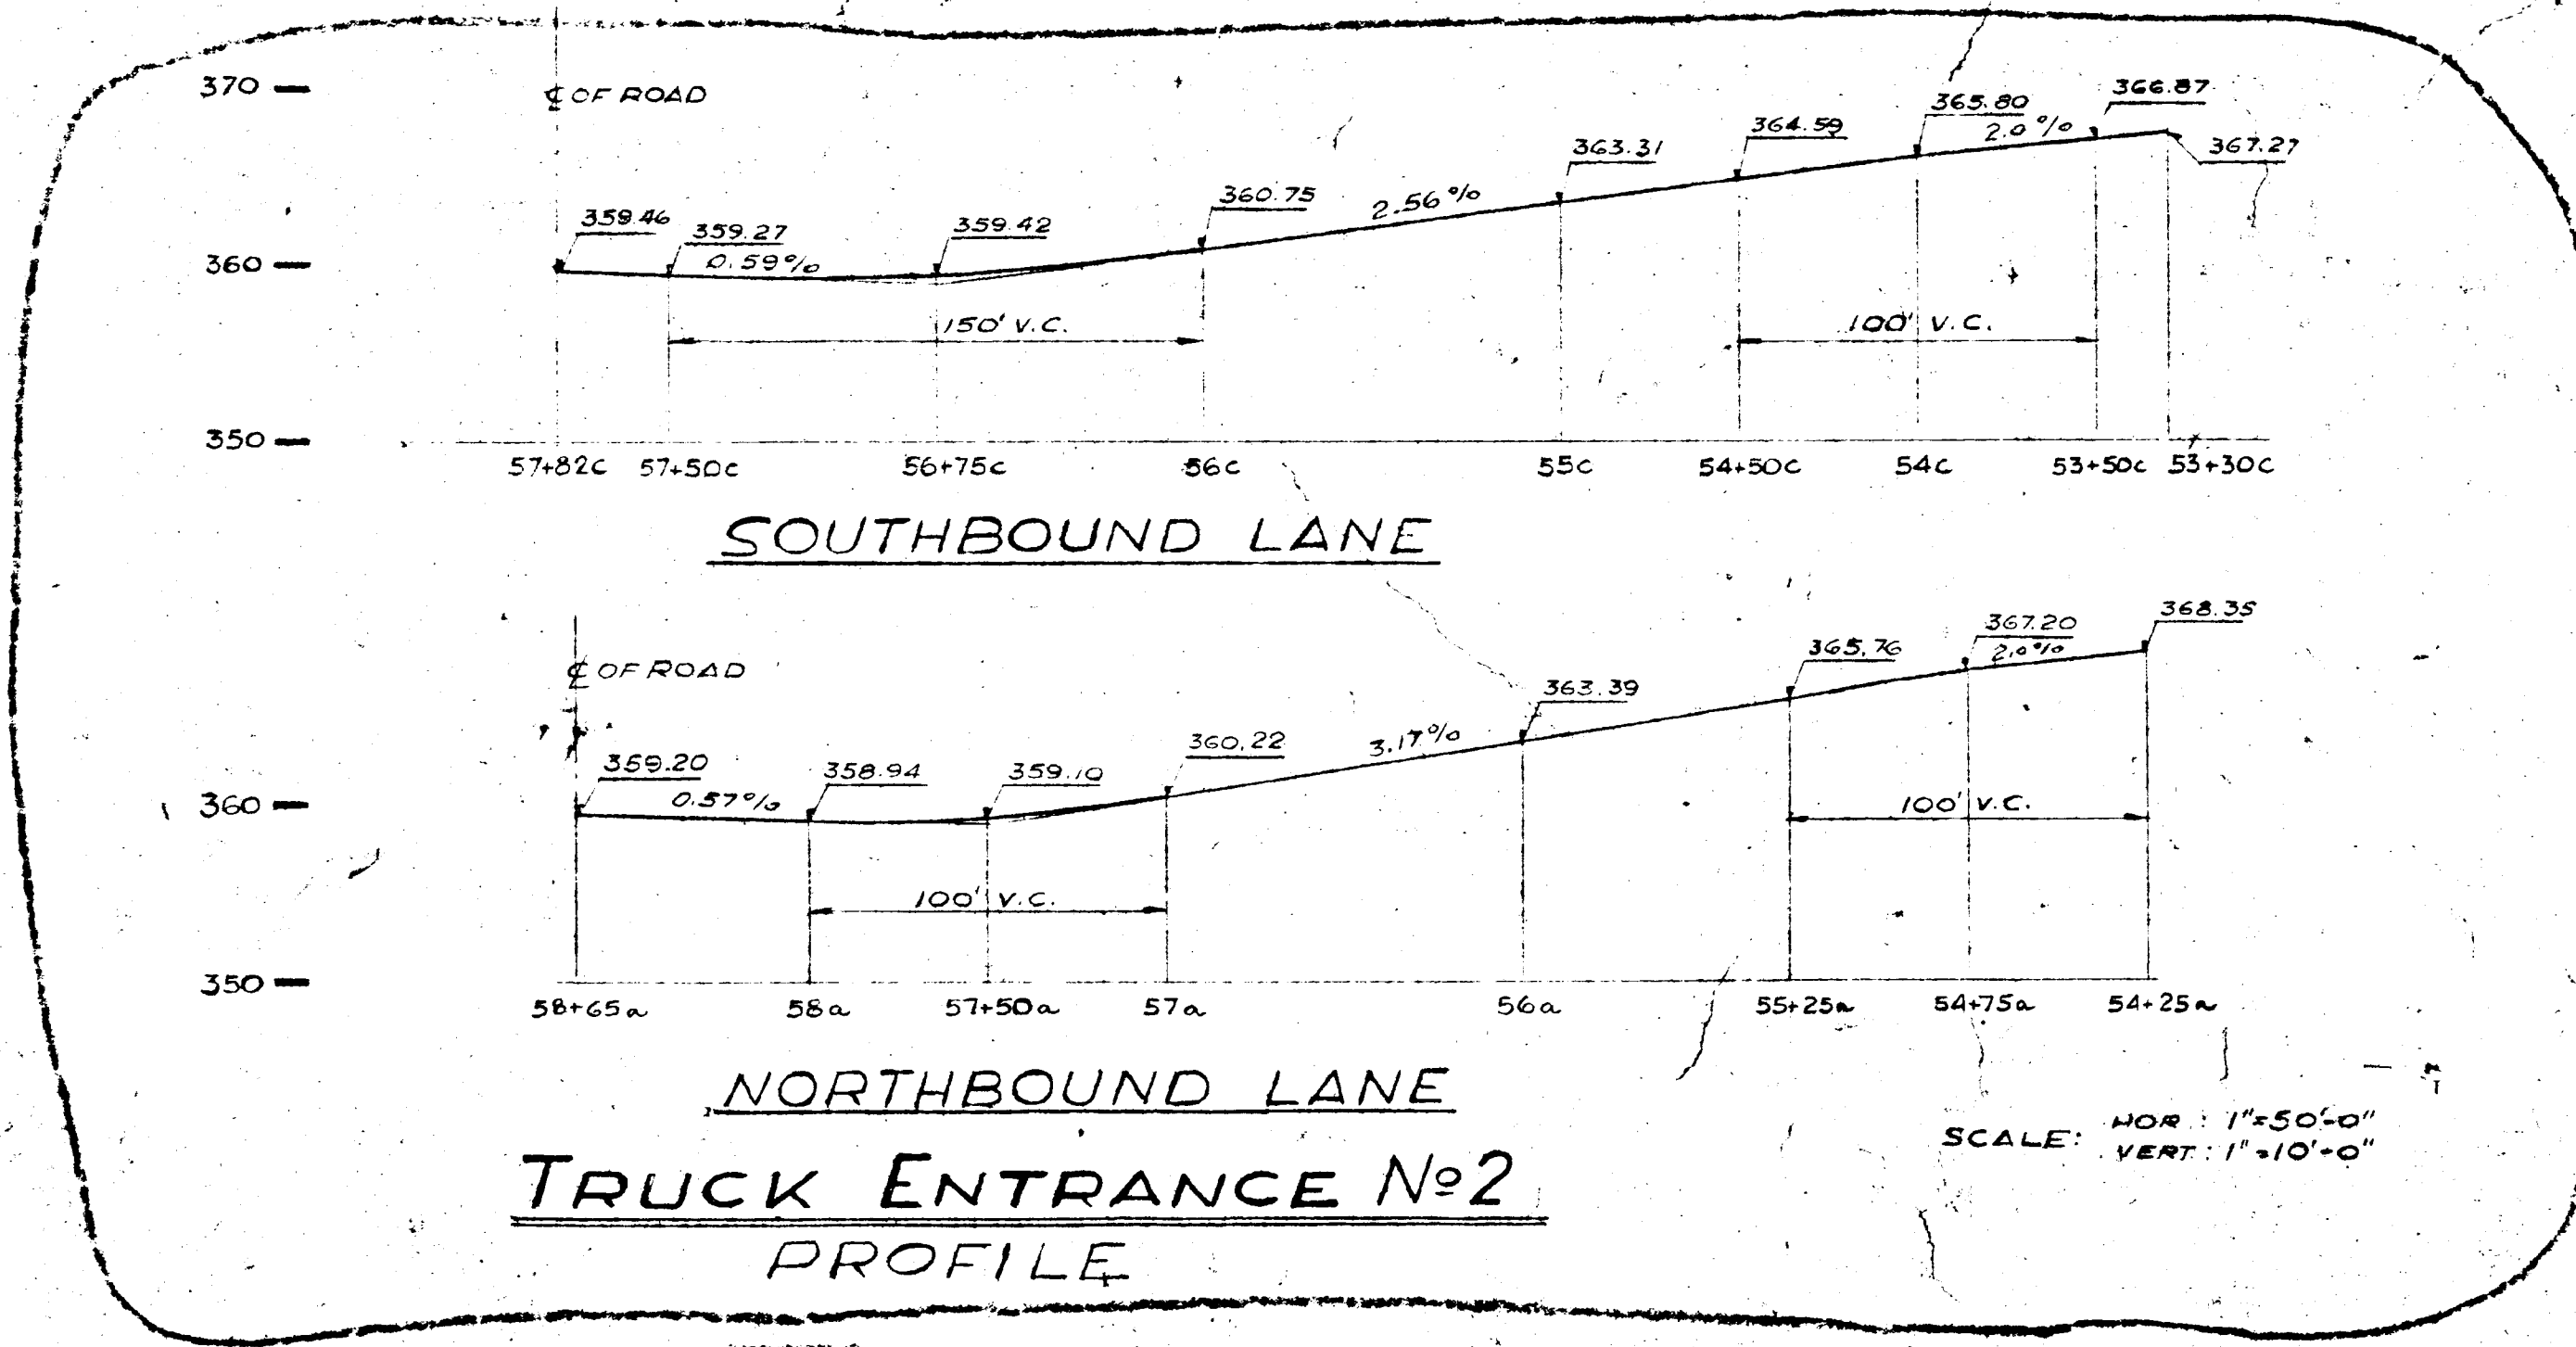 370
℄ OF ROAD
359.46
359.27
0.59%
359.42
360.75
2.56%
363.31
364.59
365.80
2.0%
366.87
367.27
360
150' V.C.
100' V.C.
350
57+82c 57+50c 56+75c 56c 55c 54+50c 54c 53+50c 53+30c
SOUTHBOUND LANE
℄ OF ROAD
359.20
0.57%
358.94
359.10
360.22
3.17%
363.39
365.76
367.20
2.0%
368.35
360
100' V.C.
100' V.C.
350
58+65a 58a 57+50a 57a 56a 55+25a 54+75a 54+25a
NORTHBOUND LANE
TRUCK ENTRANCE Nº2
PROFILE
SCALE: HOR.: 1"=50'-0"
VERT.: 1"=10'-0"